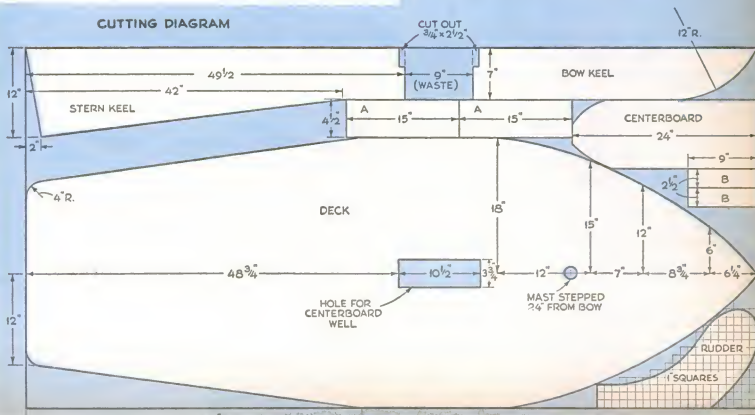 CUTTING DIAGRAM
CUT OUT
3/4" x 2 1/2"
12" R.
12"
49 1/2
9"
(WASTE)
7"
BOW KEEL
42"
STERN KEEL
4 1/2"
A
A
15"
15"
CENTERBOARD
24"
2"
9"
2 1/2"
B
B
4" R.
DECK
18"
15"
12"
6"
48 3/4"
10 1/2"
3 3/4"
12"
7"
8 3/4"
6 1/4"
HOLE FOR
CENTERBOARD
WELL
MAST STEPPED
24" FROM BOW
12"
RUDDER
1" SQUARES